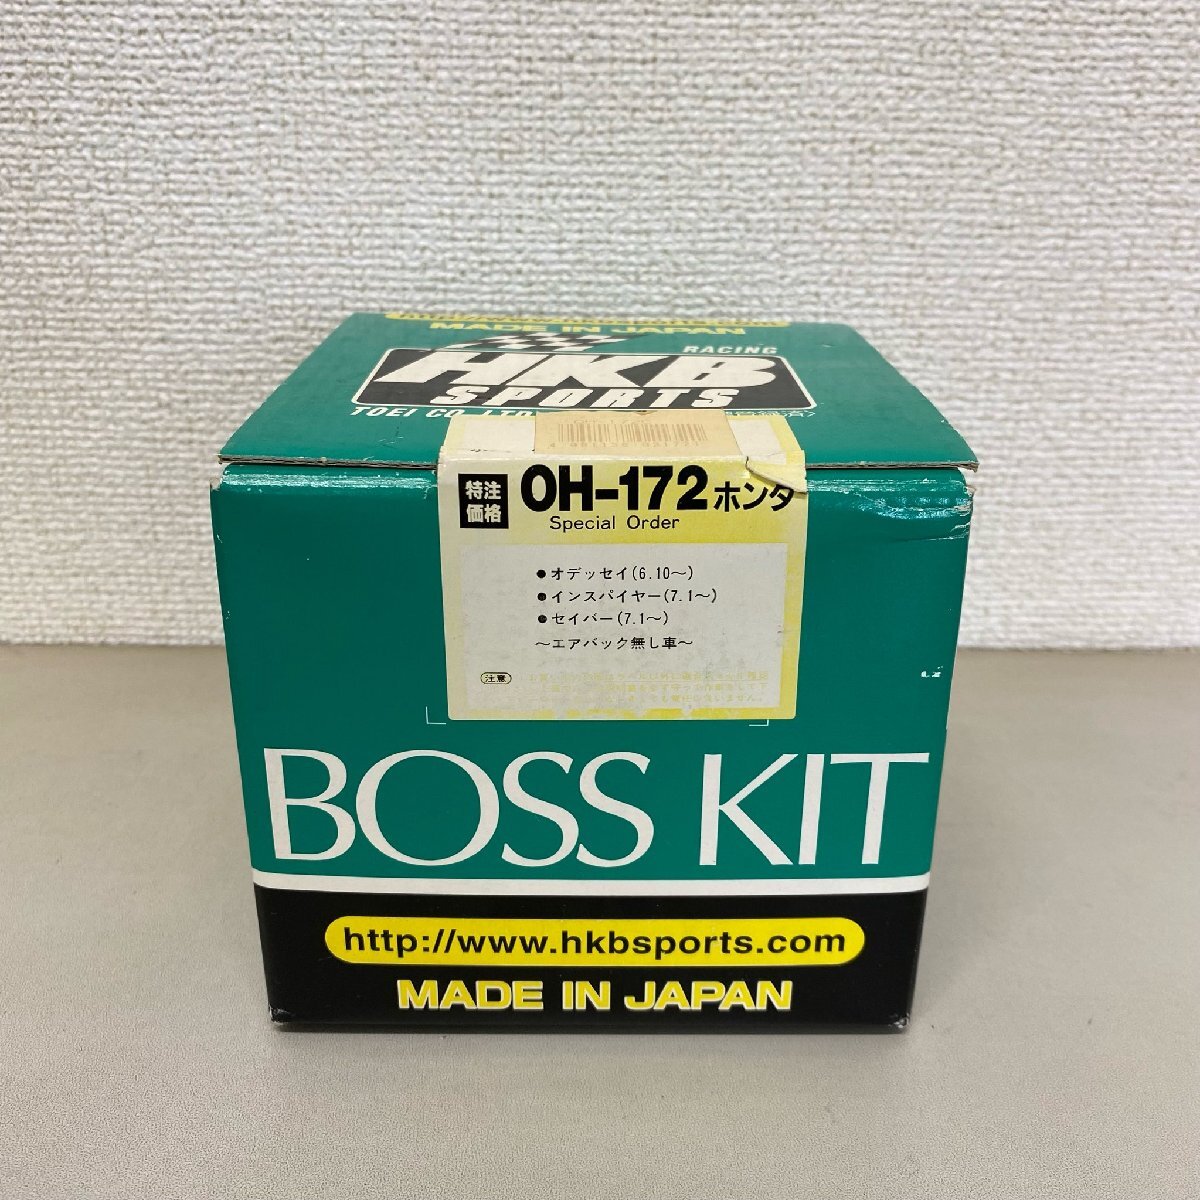 MADE IN JAPAN
RACING
HKB
SPORTS
TOEI CO.,LTD
特注
価格
OH-172 ホンダ
Special Order
●オデッセイ(6.10～)
●インスパイヤー(7.1～)
●セイバー(7.1～)
～エアバック無し車～
注意
BOSS KIT
http://www.hkbsports.com
MADE IN JAPAN